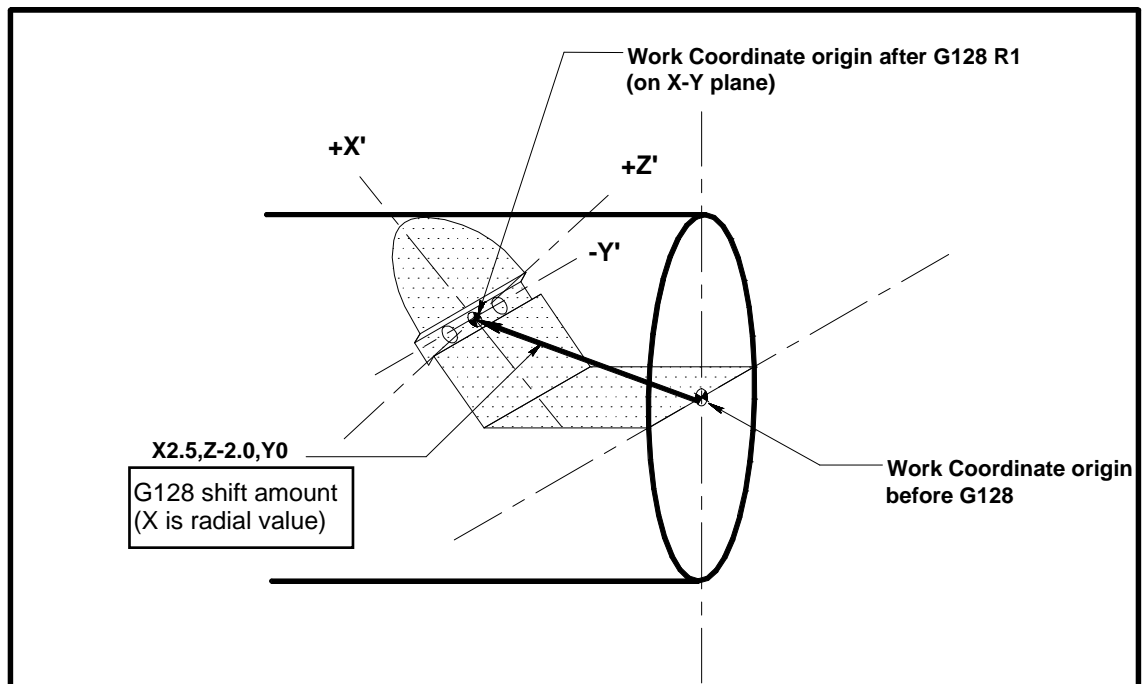 Work Coordinate origin after G128 R1
(on X-Y plane)
+X'
+Z'
-Y'
X2.5,Z-2.0,Y0
G128 shift amount
(X is radial value)
Work Coordinate origin
before G128